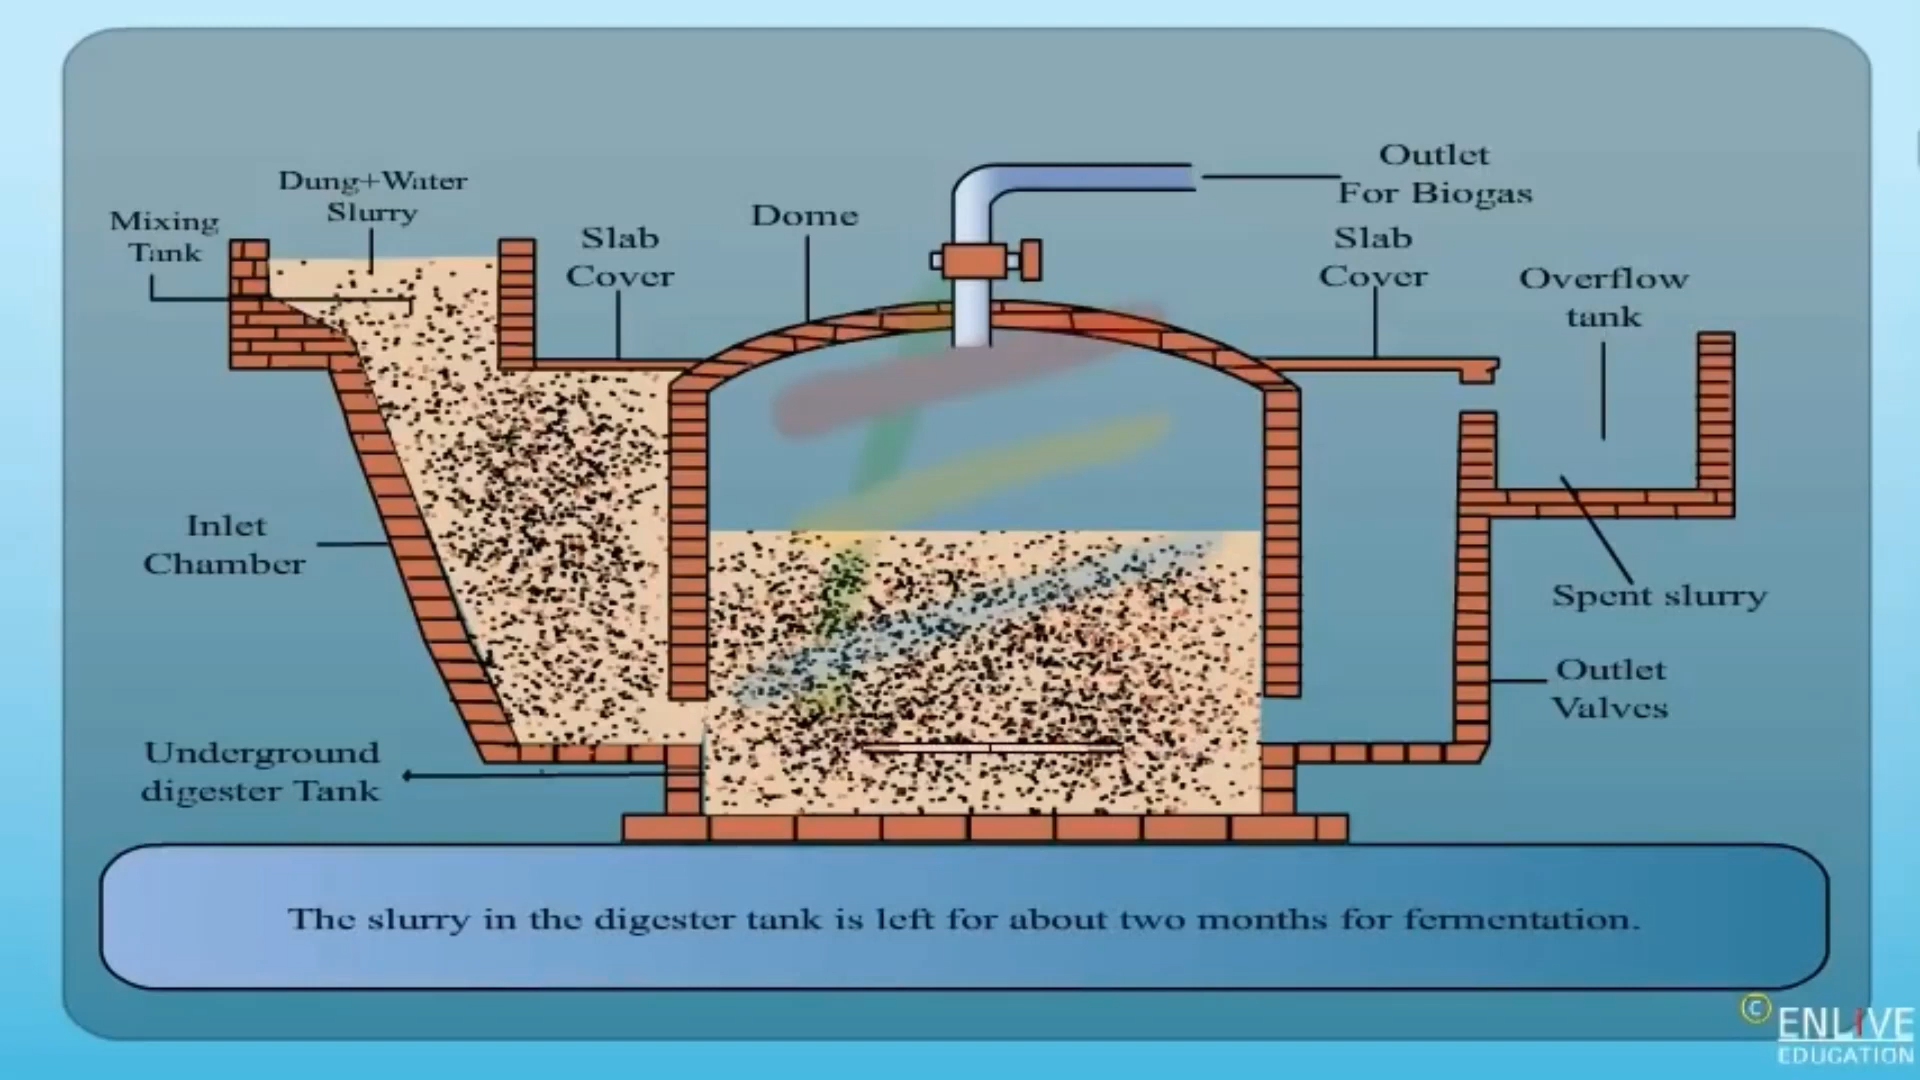 Outlet
For Biogas
Dung+Water
Slurry
Mixing
Tank
Dome
Slab
Cover
Slab
Cover
Overflow
tank
Inlet
Chamber
Spent slurry
Outlet
Valves
Underground
digester Tank
The slurry in the digester tank is left for about two months for fermentation.
© ENLIVE
EDUCATION